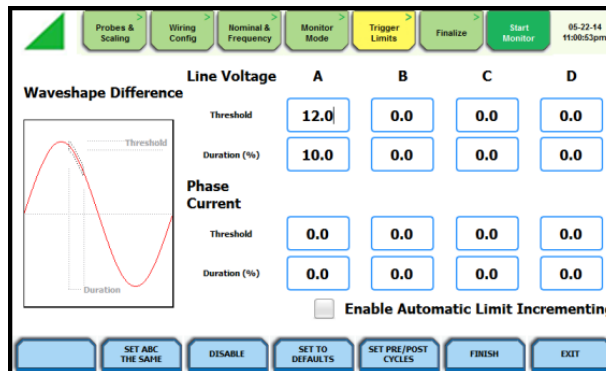 Probes & Scaling
Wiring Config
Nominal & Frequency
Monitor Mode
Trigger Limits
Finalize
Start Monitor
05-22-14
11:00:53pm
Waveshape Difference
Line Voltage A B C D
Threshold 12.0 0.0 0.0 0.0
Duration (%) 10.0 0.0 0.0 0.0
Phase
Current
Threshold 0.0 0.0 0.0 0.0
Duration (%) 0.0 0.0 0.0 0.0
Threshold
Duration
Enable Automatic Limit Incrementing
SET ABC THE SAME
DISABLE
SET TO DEFAULTS
SET PRE/POST CYCLES
FINISH
EXIT